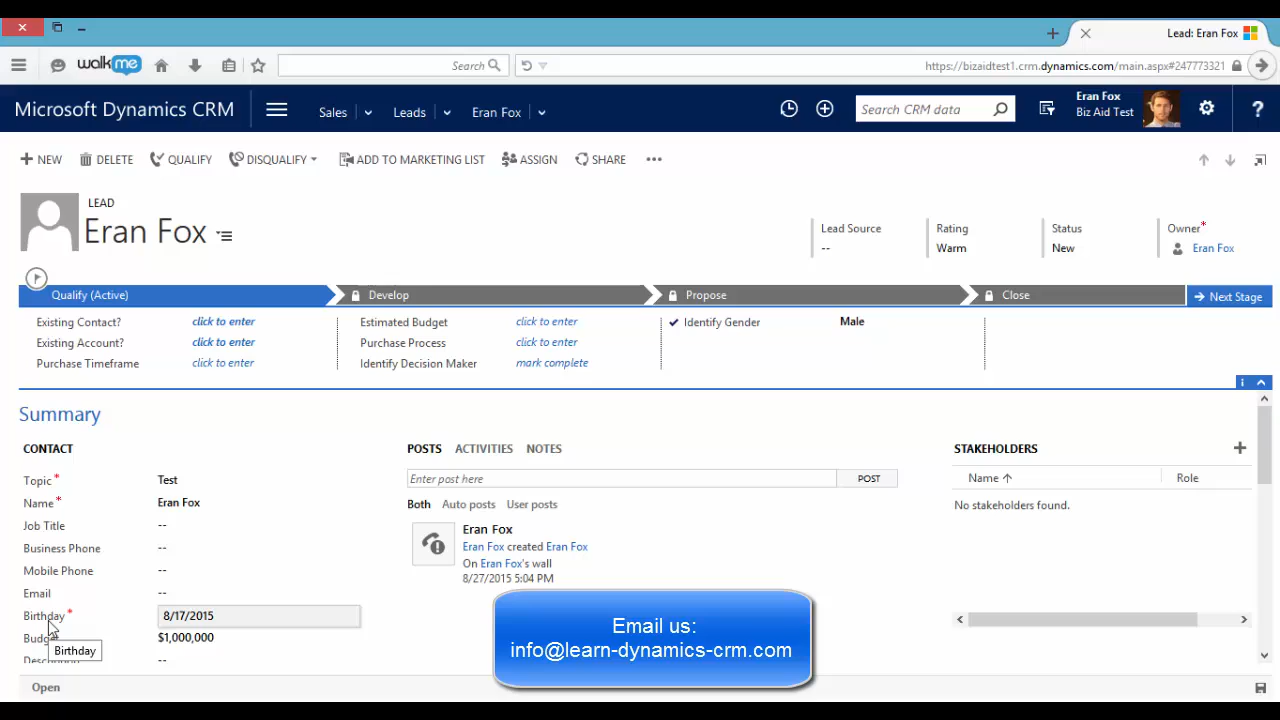 Lead: Eran Fox
walkme
Search
https://bizaidtest1.crm.dynamics.com/main.aspx#247773321
Microsoft Dynamics CRM
Sales
Leads
Eran Fox
Search CRM data
Eran Fox
Biz Aid Test
?
NEW
DELETE
QUALIFY
DISQUALIFY
ADD TO MARKETING LIST
ASSIGN
SHARE
LEAD
Eran Fox
Lead Source
--
Rating
Warm
Status
New
Owner*
Eran Fox
Qualify (Active)
Develop
Propose
Close
Next Stage
Existing Contact? click to enter
Existing Account? click to enter
Purchase Timeframe click to enter
Estimated Budget click to enter
Purchase Process click to enter
Identify Decision Maker mark complete
Identify Gender Male
i
Summary
CONTACT
Topic* Test
Name* Eran Fox
Job Title --
Business Phone --
Mobile Phone --
Email --
Birthday* 8/17/2015
Budget $1,000,000
Birthday
Description --
POSTS ACTIVITIES NOTES
Enter post here
POST
Both Auto posts User posts
Eran Fox
Eran Fox created Eran Fox
On Eran Fox's wall
8/27/2015 5:04 PM
STAKEHOLDERS
Name Role
No stakeholders found.
Email us:
info@learn-dynamics-crm.com
Open